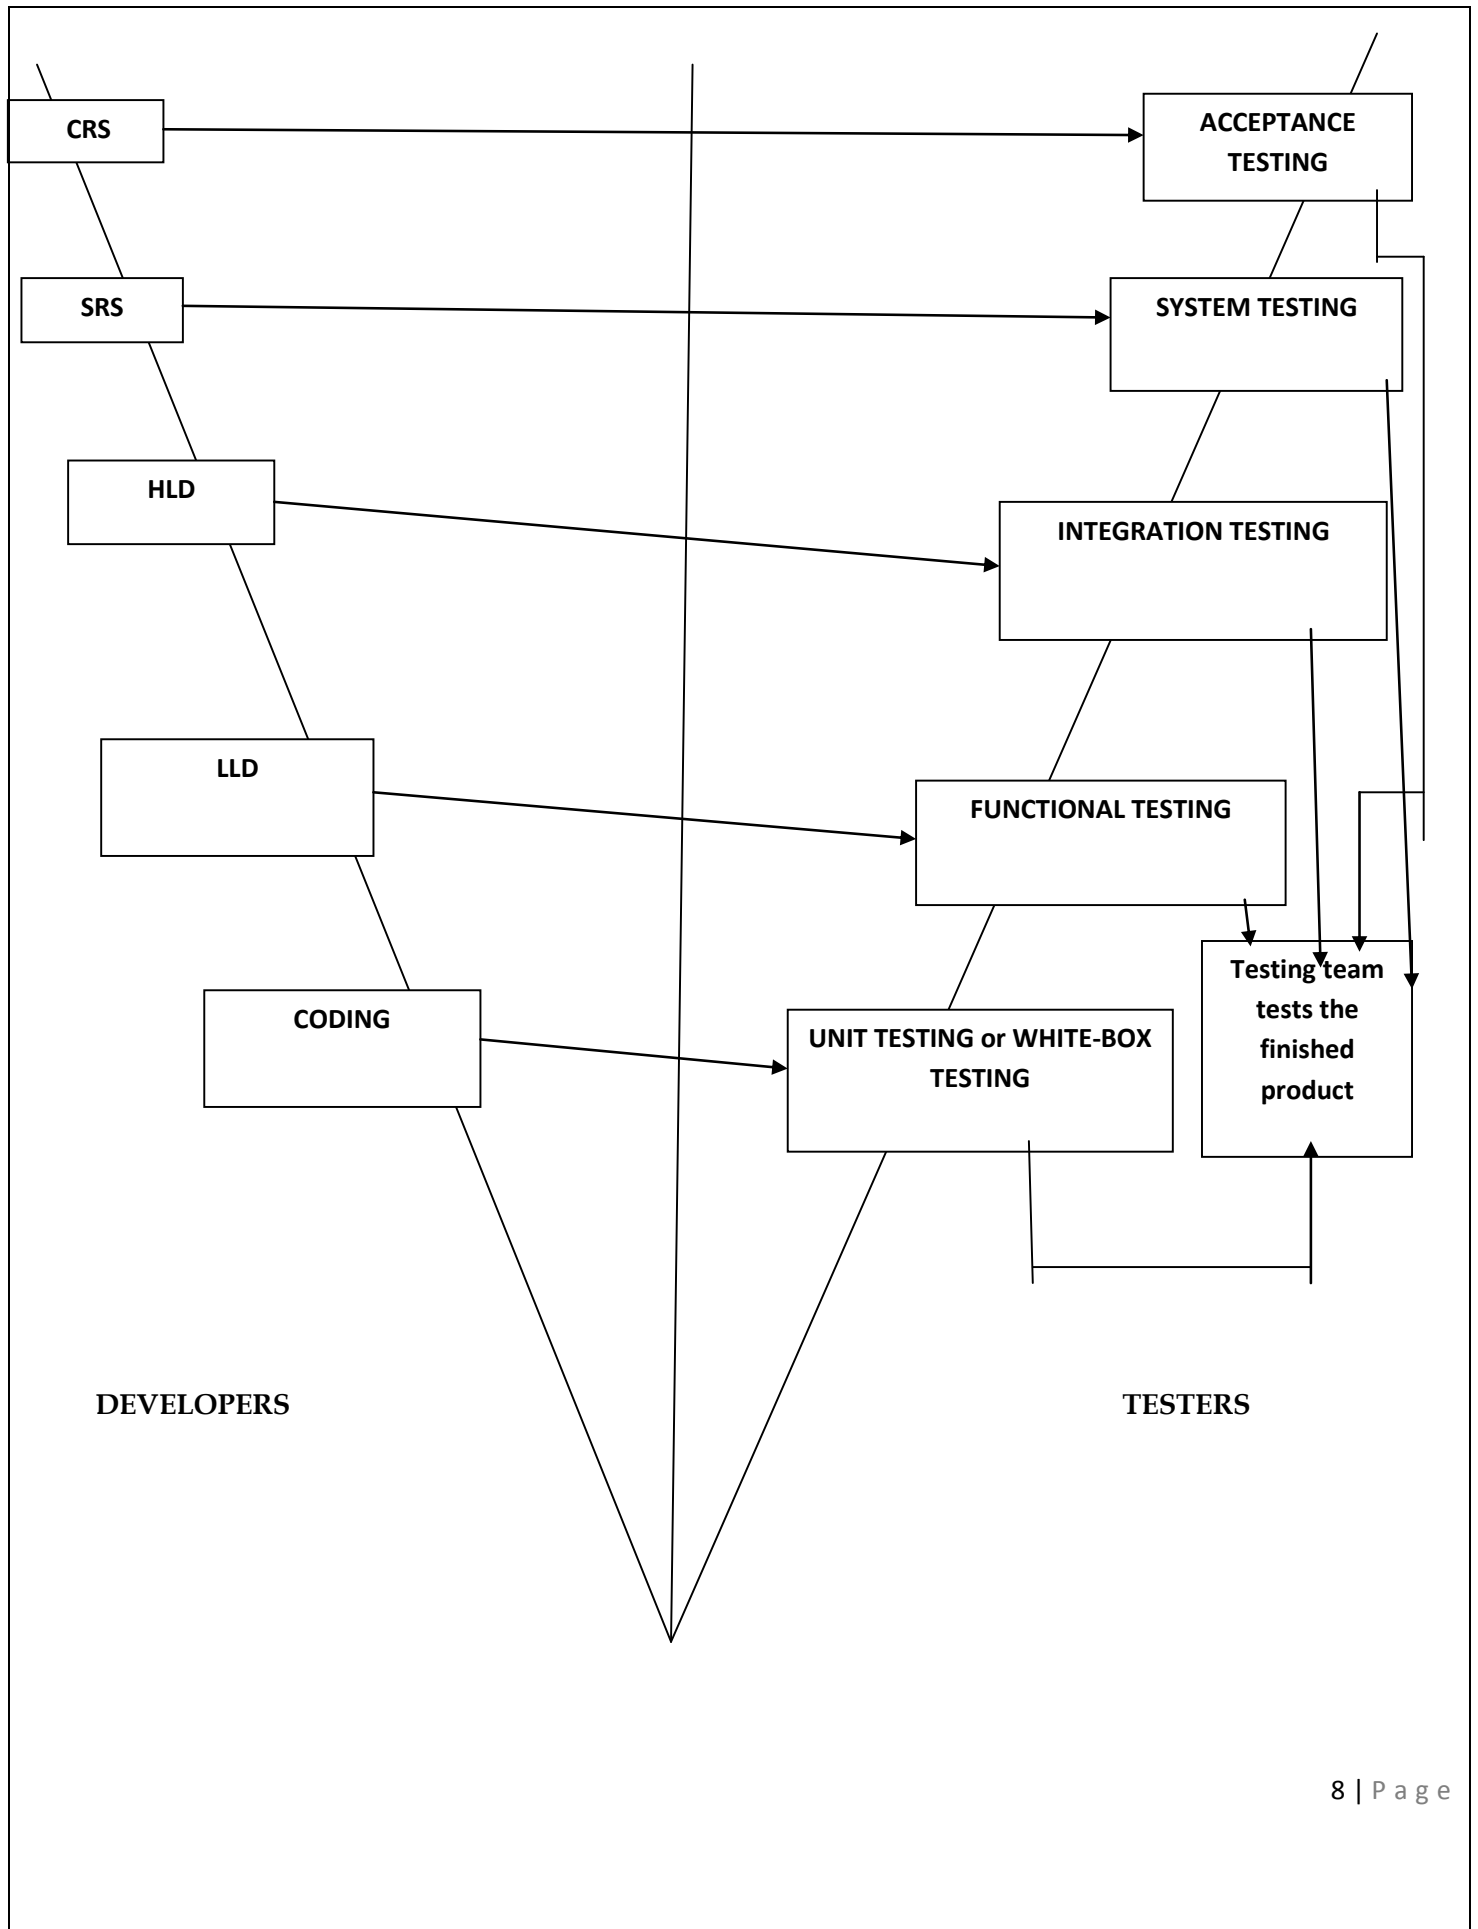 CRS
ACCEPTANCE
TESTING
SRS
SYSTEM TESTING
HLD
INTEGRATION TESTING
LLD
FUNCTIONAL TESTING
Testing team
tests the
finished
product
CODING
UNIT TESTING or WHITE-BOX
TESTING
DEVELOPERS
TESTERS
8 | Page